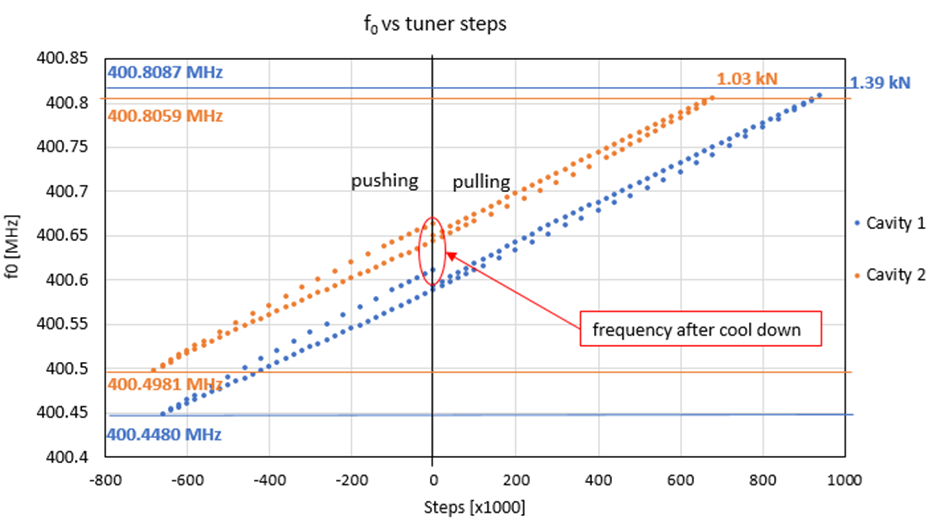 f0 vs tuner steps
400.85
400.8
400.75
400.7
400.65
400.6
400.55
400.5
400.45
400.4
f0 [MHz]
400.8087 MHz
400.8059 MHz
1.03 kN
1.39 kN
pushing
pulling
Cavity 1
Cavity 2
frequency after cool down
400.4981 MHz
400.4480 MHz
-800
-600
-400
-200
0
200
400
600
800
1000
Steps [x1000]